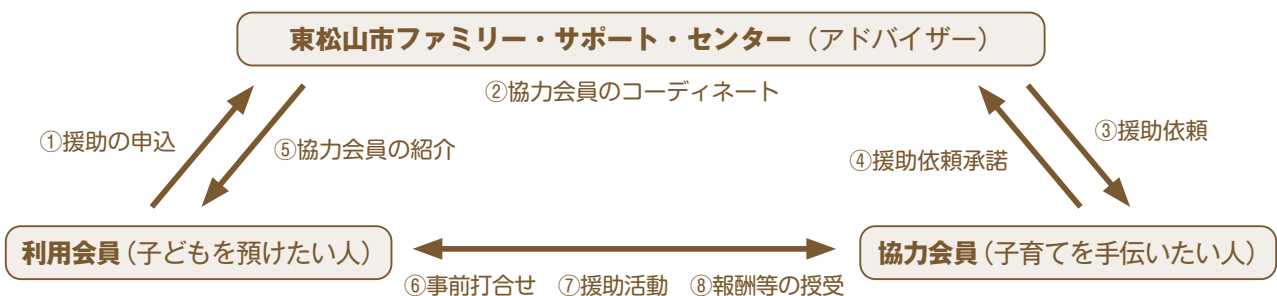 東松山市ファミリー・サポート・センター（アドバイザー）
②協力会員のコーディネート
①援助の申込
⑤協力会員の紹介
③援助依頼
④援助依頼承諾
利用会員（子どもを預けたい人）
協力会員（子育てを手伝いたい人）
⑥事前打合せ　⑦援助活動　⑧報酬等の授受